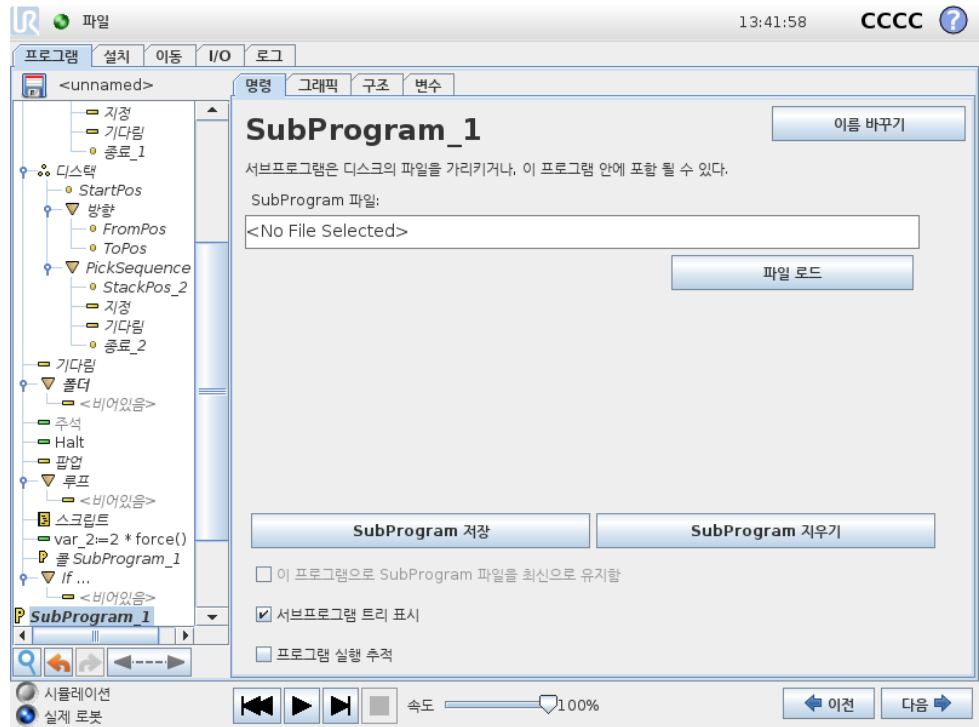 UR 파일 13:41:58 CCCC ?
프로그램 설치 이동 I/O 로그
<unnamed>
명령 그래픽 구조 변수
지정
기다림
종료_1
디스택
StartPos
방향
FromPos
ToPos
PickSequence
StackPos_2
지정
기다림
종료_2
기다림
폴더
<비어있음>
주석
Halt
팝업
루프
<비어있음>
스크립트
var_2:=2 * force()
콜 SubProgram_1
If ...
<비어있음>
P SubProgram_1
SubProgram_1
이름 바꾸기
서브프로그램은 디스크의 파일을 가리키거나, 이 프로그램 안에 포함 될 수 있다.
SubProgram 파일:
<No File Selected>
파일 로드
SubProgram 저장 SubProgram 지우기
이 프로그램으로 SubProgram 파일을 최신으로 유지함
서브프로그램 트리 표시
프로그램 실행 추적
시뮬레이션
실제 로봇
속도 100%
이전 다음